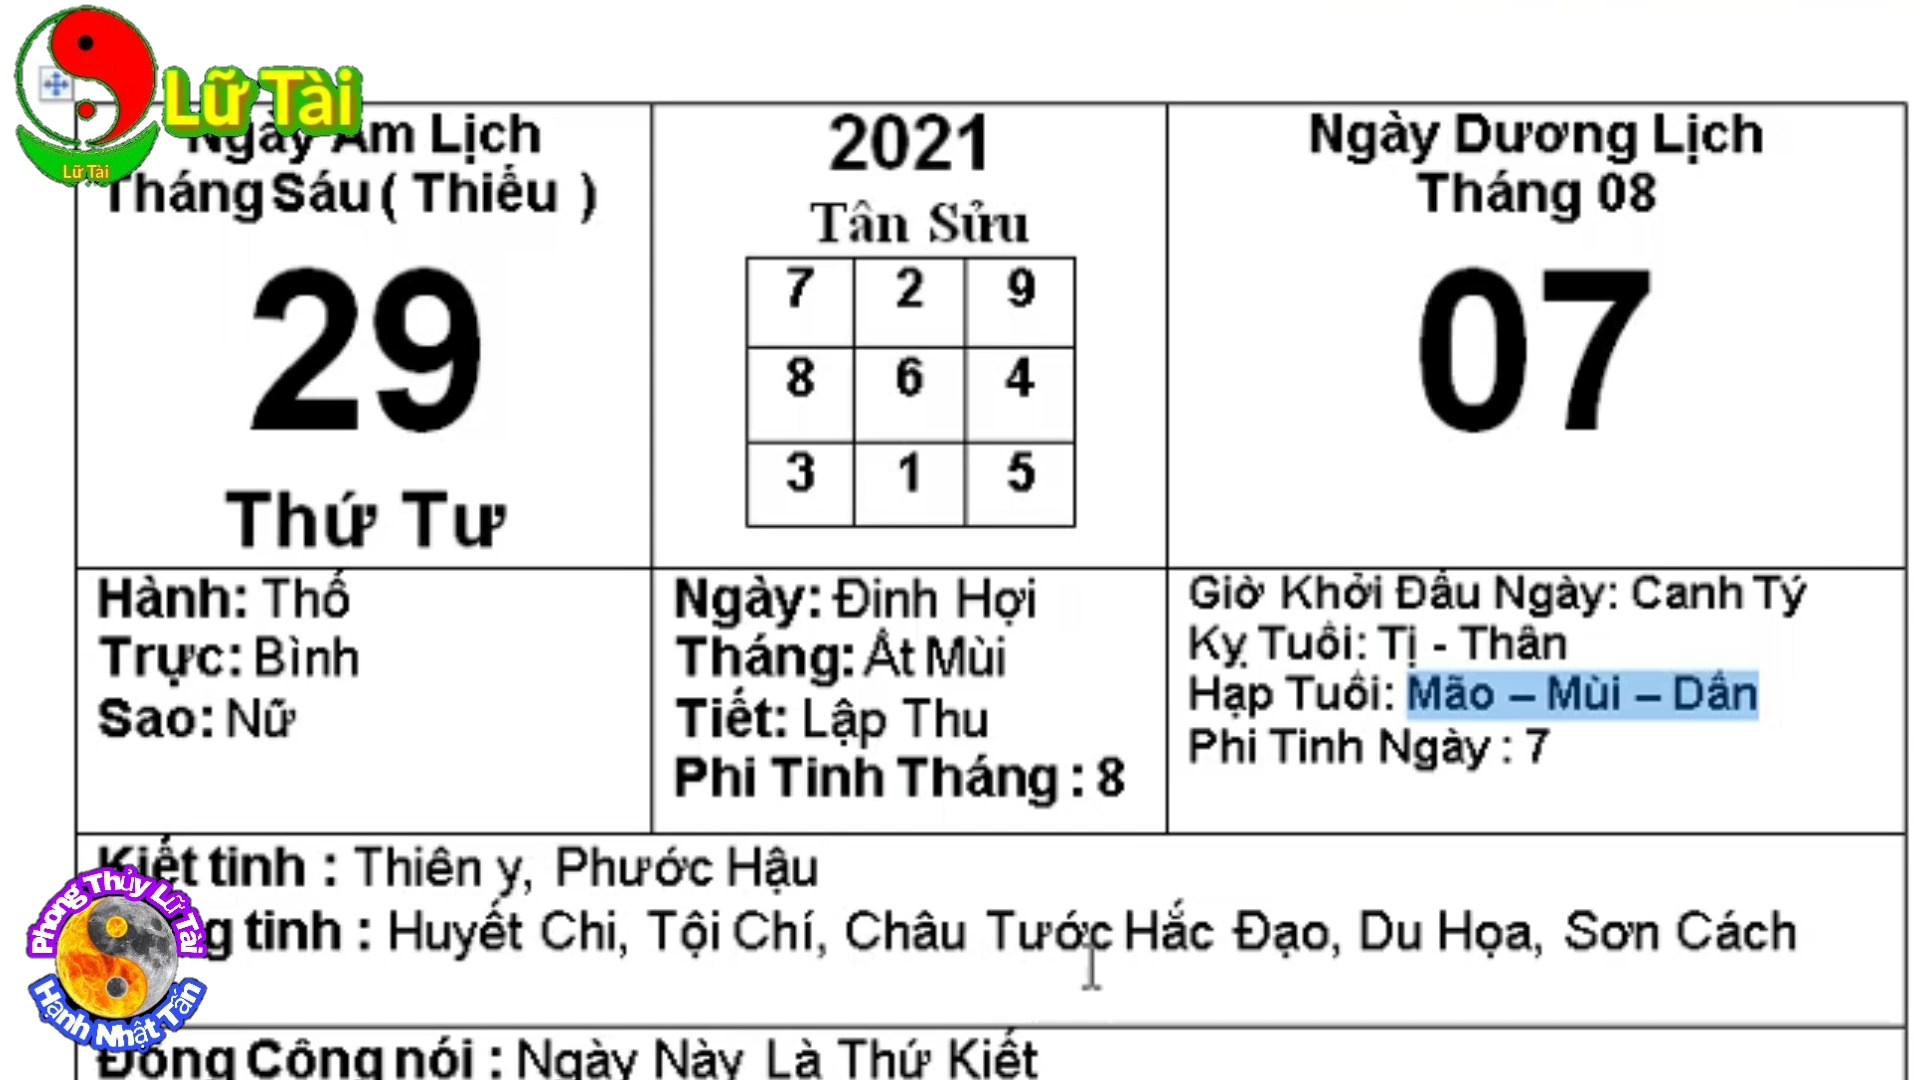 Lữ Tài
Lữ Tài
Ngày Âm Lịch
Tháng Sáu ( Thiếu )
29
Thứ Tư
2021
Tân Sửu
7 2 9
8 6 4
3 1 5
Ngày Dương Lịch
Tháng 08
07
Hành: Thổ
Trực: Bình
Sao: Nữ
Ngày: Đinh Hợi
Tháng: Ất Mùi
Tiết: Lập Thu
Phi Tinh Tháng : 8
Giờ Khởi Đầu Ngày: Canh Tý
Kỵ Tuổi: Tị - Thân
Hạp Tuổi: Mão – Mùi – Dần
Phi Tinh Ngày : 7
Kiết tinh : Thiên y, Phước Hậu
tinh : Huyết Chi, Tội Chí, Châu Tước Hắc Đạo, Du Họa, Sơn Cách
Đổng Công nói : Ngày Này Là Thứ Kiết
Phong Thủy Lữ Tài
Hạnh Nhật Tấn